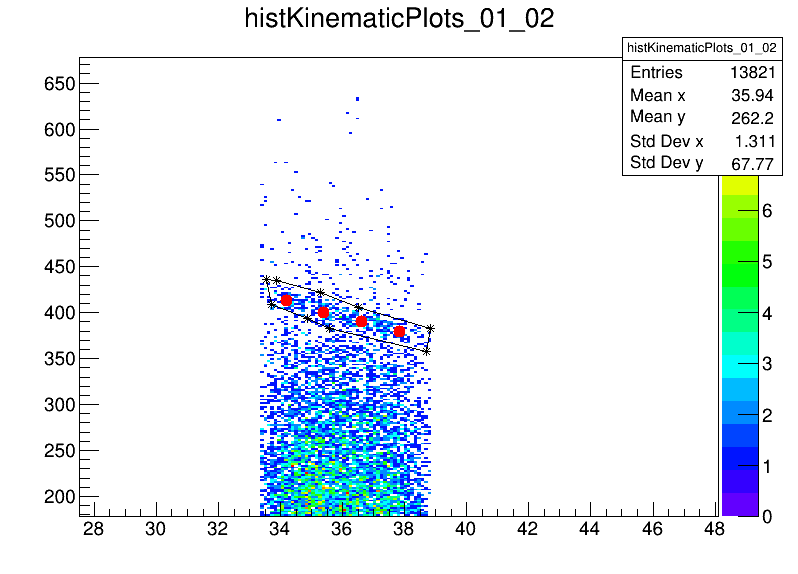 histKinematicPlots_01_02
histKinematicPlots_01_02
Entries 13821
Mean x 35.94
Mean y 262.2
Std Dev x 1.311
Std Dev y 67.77
650
600
550
500
450
400
350
300
250
200
28 30 32 34 36 38 40 42 44 46 48
6
5
4
3
2
1
0